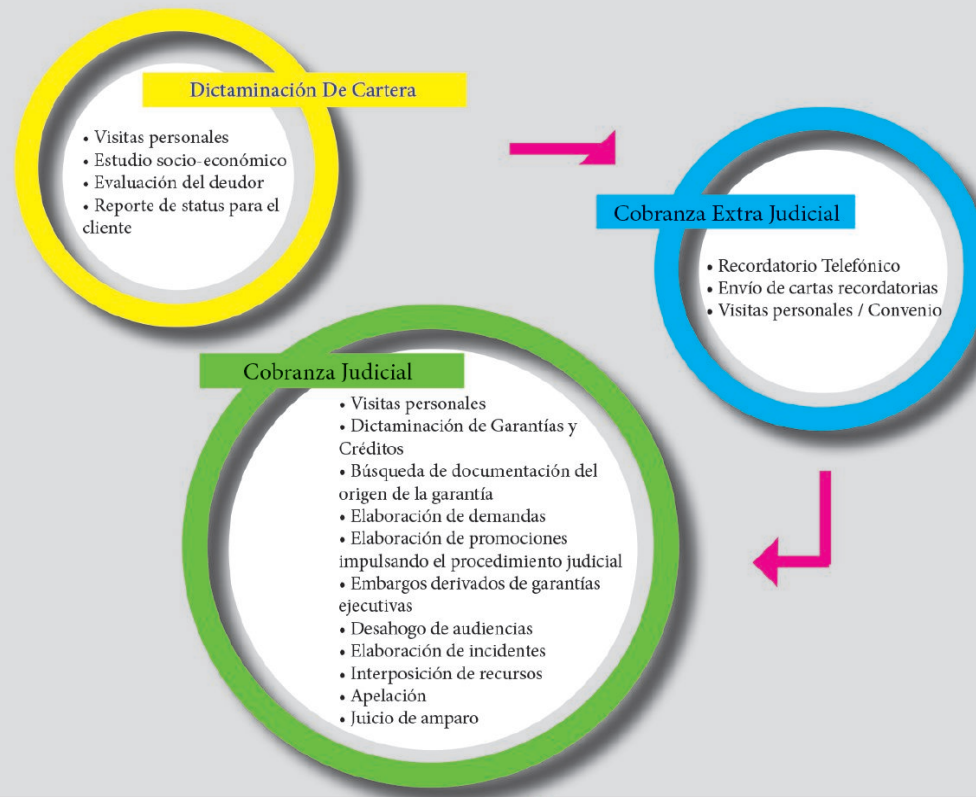 Dictaminación De Cartera
• Visitas personales
• Estudio socio-económico
• Evaluación del deudor
• Reporte de status para el
cliente
Cobranza Extra Judicial
• Recordatorio Telefónico
• Envío de cartas recordatorias
• Visitas personales / Convenio
Cobranza Judicial
• Visitas personales
• Dictaminación de Garantías y
Créditos
• Búsqueda de documentación del
origen de la garantía
• Elaboración de demandas
• Elaboración de promociones
impulsando el procedimiento judicial
• Embargos derivados de garantías
ejecutivas
• Desahogo de audiencias
• Elaboración de incidentes
• Interposición de recursos
• Apelación
• Juicio de amparo